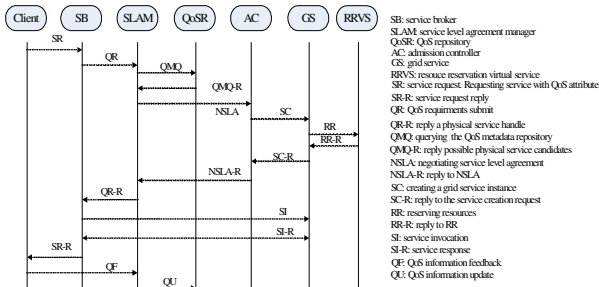 Client SB SLAM QoSR AC GS RRVS
SR
QR
QMQ
QMQ-R
NSLA
SC
RR
RR-R
SC-R
NSLA-R
QR-R
SI
SI-R
SR-R
QF
QU
SB: service broker
SLAM: service level agreement manager
QoSR: QoS repository
AC: admission controller
GS: grid service
RRVS: resouce reservation virtual service
SR: service request. Requesting service with QoS attribute
SR-R: service request reply
QR: QoS requirments submit
QR-R: reply a physical service handle
QMQ: querying the QoS metadata repository
QMQ-R: reply possible physical service candidates
NSLA: negotiating service level agreement
NSLA-R: reply to NSLA
SC: creating a grid service instance
SC-R: reply to the service creation request
RR: reserving resources
RR-R: reply to RR
SI: service invocation
SI-R: service response
QF: QoS information feedback
QU: QoS information update